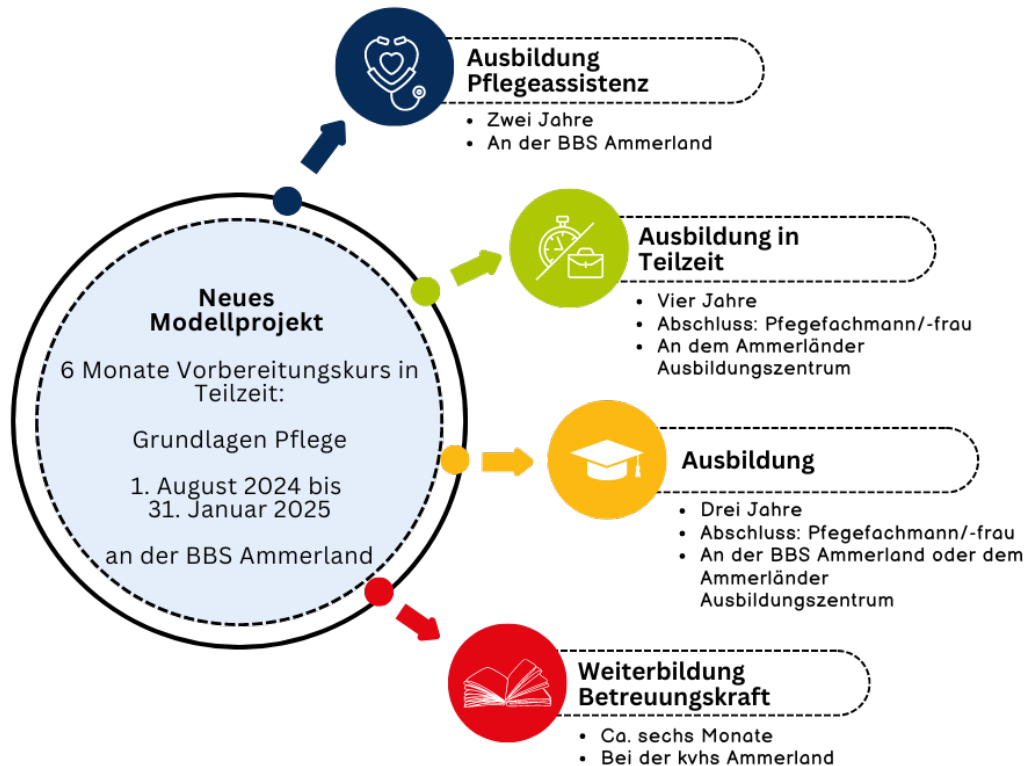 Ausbildung
Pflegeassistenz
• Zwei Jahre
• An der BBS Ammerland
Neues
Modellprojekt
6 Monate Vorbereitungskurs in
Teilzeit:
Grundlagen Pflege
1. August 2024 bis
31. Januar 2025
an der BBS Ammerland
Ausbildung in
Teilzeit
• Vier Jahre
• Abschluss: Pfegefachmann/-frau
• An dem Ammerländer
Ausbildungszentrum
Ausbildung
• Drei Jahre
• Abschluss: Pfegefachmann/-frau
• An der BBS Ammerland oder dem
Ammerländer
Ausbildungszentrum
Weiterbildung
Betreuungskraft
• Ca. sechs Monate
• Bei der kvhs Ammerland